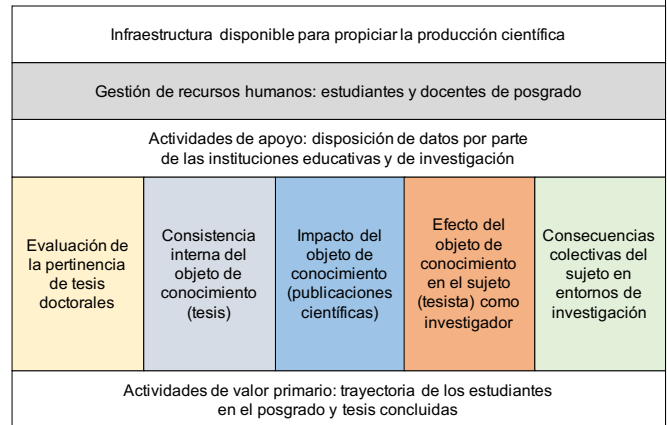 Infraestructura disponible para propiciar la producción científica
Gestión de recursos humanos: estudiantes y docentes de posgrado
Actividades de apoyo: disposición de datos por parte
de las instituciones educativas y de investigación
Evaluación de
la pertinencia
de tesis
doctorales
Consistencia
interna del
objeto de
conocimiento
(tesis)
Impacto del
objeto de
conocimiento
(publicaciones
científicas)
Efecto del
objeto de
conocimiento
en el sujeto
(tesista) como
investigador
Consecuencias
colectivas del
sujeto en
entornos de
investigación
Actividades de valor primario: trayectoria de los estudiantes
en el posgrado y tesis concluidas